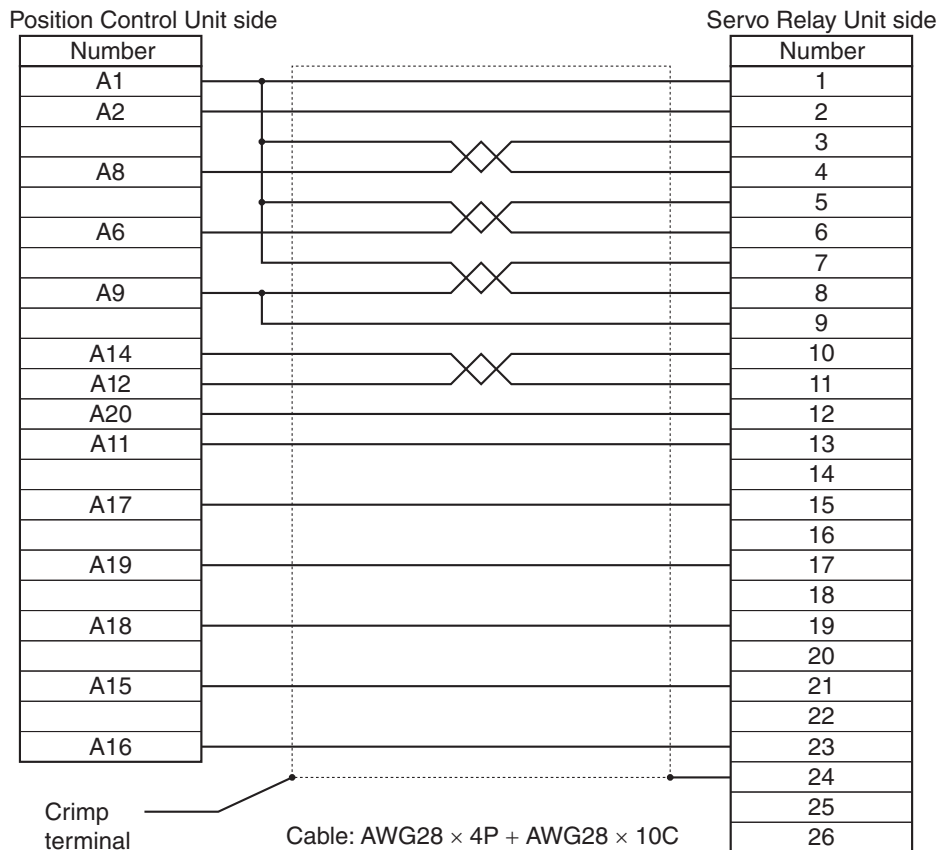 Position Control Unit side
Servo Relay Unit side
Number
Number
A1
1
A2
2
3
A8
4
5
A6
6
7
A9
8
9
A14
10
A12
11
A20
12
A11
13
14
A17
15
16
A19
17
18
A18
19
20
A15
21
22
A16
23
24
25
26
Crimp
terminal
Cable: AWG28 × 4P + AWG28 × 10C